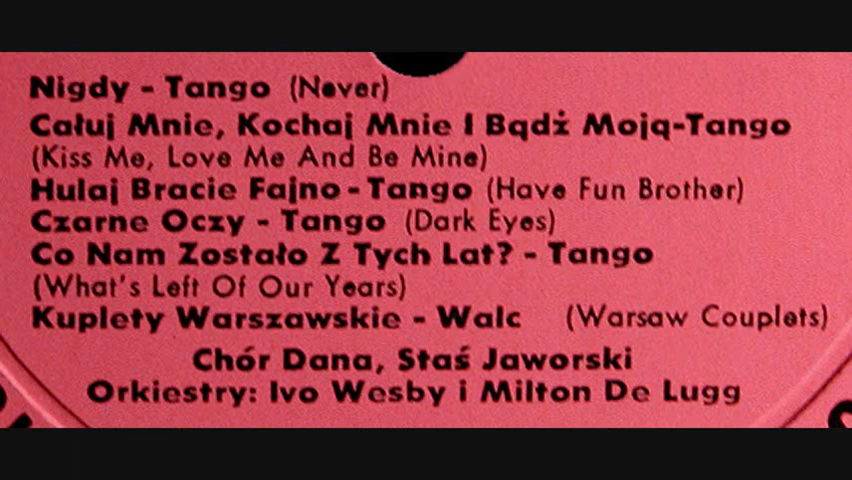 Nigdy - Tango (Never)
Całuj Mnie, Kochaj Mnie I Bądź Moją-Tango
(Kiss Me, Love Me And Be Mine)
Hulaj Bracie Fajno - Tango (Have Fun Brother)
Czarne Oczy - Tango (Dark Eyes)
Co Nam Zostało Z Tych Lat? - Tango
(What's Left Of Our Years)
Kuplety Warszawskie - Walc (Warsaw Couplets)
Chór Dana, Staś Jaworski
Orkiestry: Ivo Wesby i Milton De Lugg